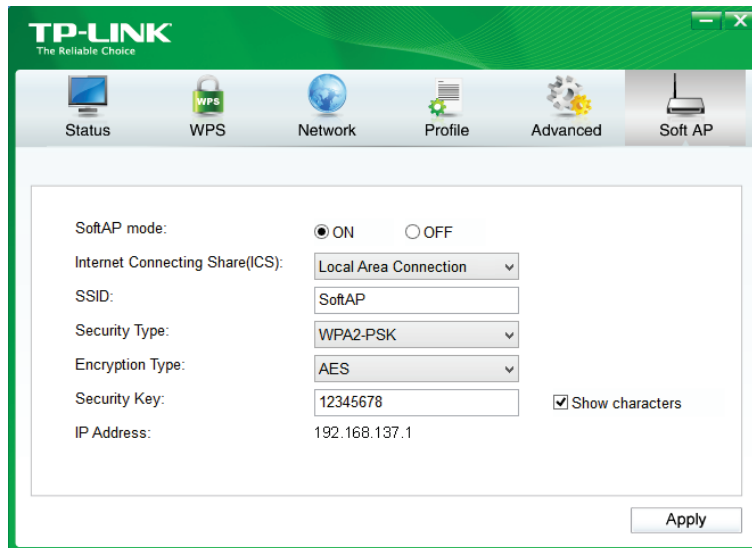 TP-LINK
The Reliable Choice
WPS
Status WPS Network Profile Advanced Soft AP
SoftAP mode: ON OFF
Internet Connecting Share(ICS): Local Area Connection
SSID: SoftAP
Security Type: WPA2-PSK
Encryption Type: AES
Security Key: 12345678 Show characters
IP Address: 192.168.137.1
Apply